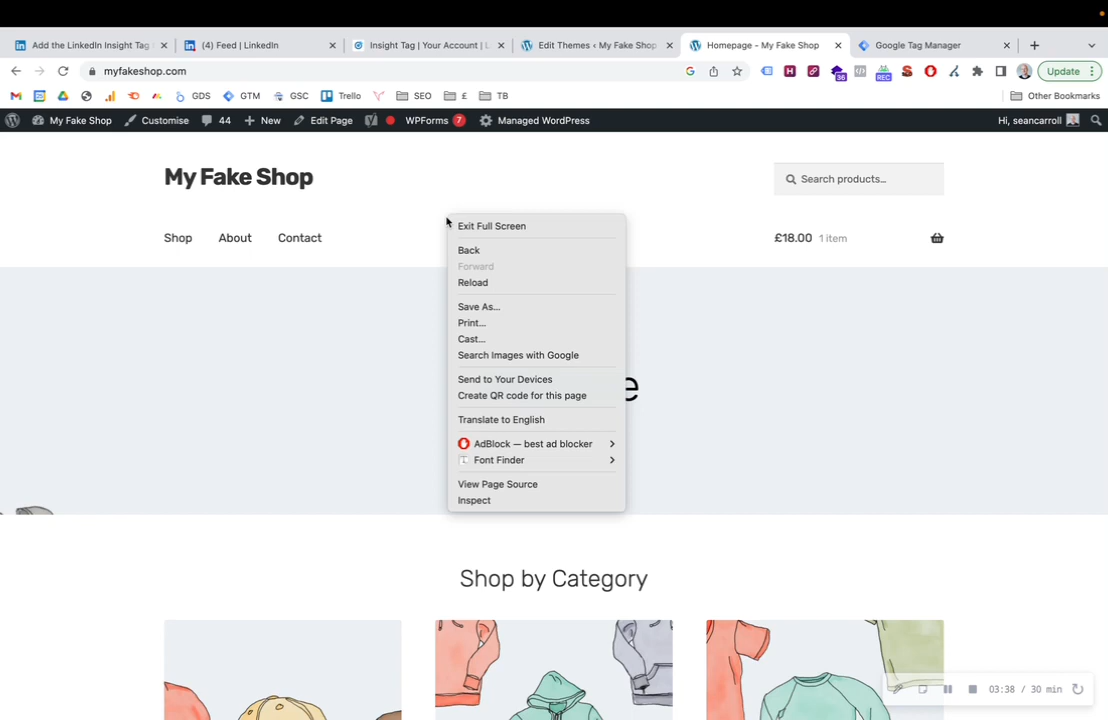 Add the LinkedIn Insight Tag
(4) Feed | LinkedIn
Insight Tag | Your Account | L
Edit Themes ‹ My Fake Shop
Homepage - My Fake Shop
Google Tag Manager
myfakeshop.com
36
REC
Update
GDS
GTM
GSC
Trello
SEO
£
TB
Other Bookmarks
My Fake Shop
Customise
44
New
Edit Page
WPForms 7
Managed WordPress
Hi, seancarroll
My Fake Shop
Search products...
Shop
About
Contact
£18.00 1 item
Exit Full Screen
Back
Forward
Reload
Save As...
Print...
Cast...
Search Images with Google
Send to Your Devices
Create QR code for this page
Translate to English
AdBlock — best ad blocker
Font Finder
View Page Source
Inspect
e
Shop by Category
03:38 / 30 min